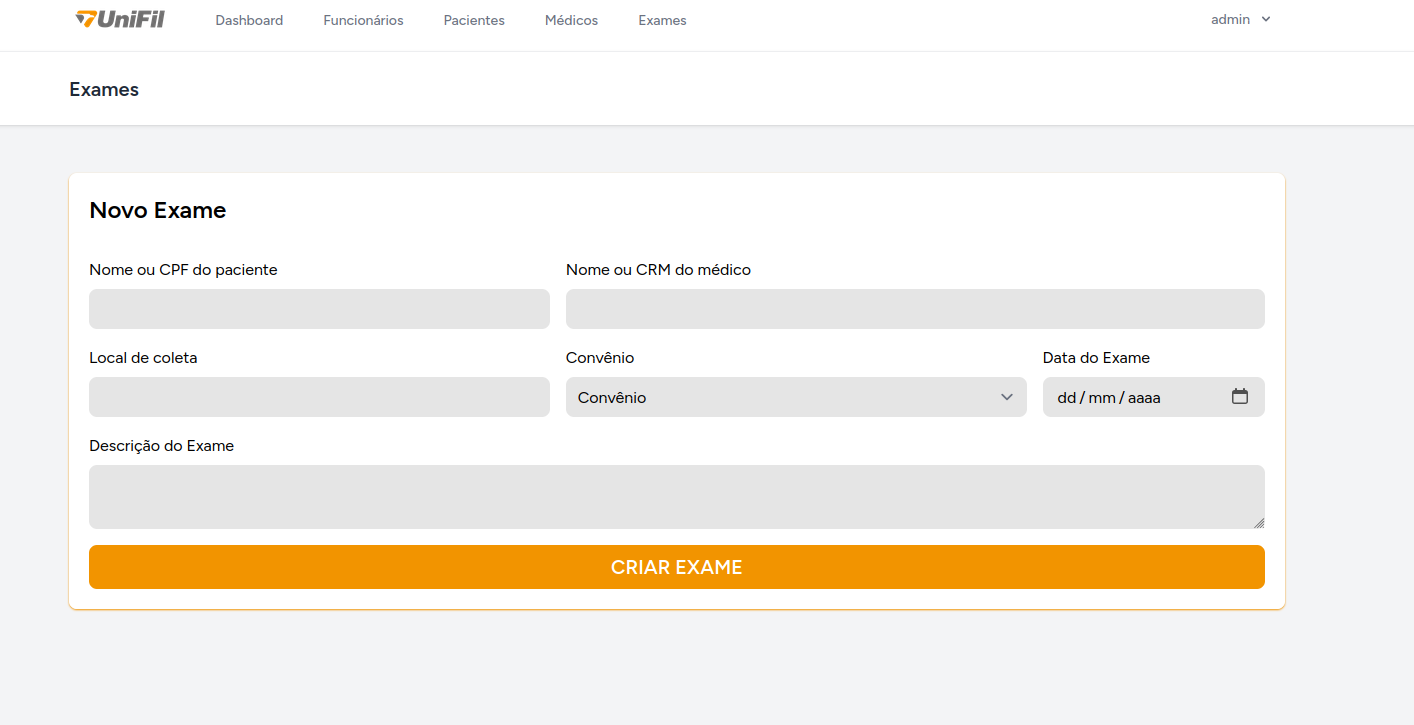 UniFil Dashboard Funcionários Pacientes Médicos Exames admin
Exames
Novo Exame
Nome ou CPF do paciente Nome ou CRM do médico
Local de coleta Convênio Data do Exame
Convênio dd / mm / aaaa
Descrição do Exame
CRIAR EXAME